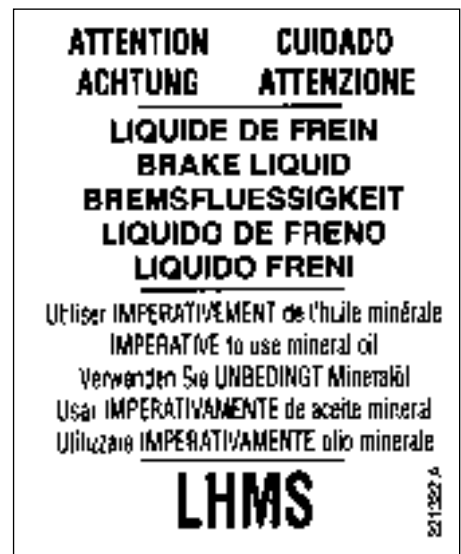 ATTENTION CUIDADO
ACHTUNG ATTENZIONE
LIQUIDE DE FREIN
BRAKE LIQUID
BREMSFLUESSIGKEIT
LIQUIDO DE FRENO
LIQUIDO FRENI
Utiliser IMPERATIVEMENT de l'huile minérale
IMPERATIVE to use mineral oil
Verwenden Sie UNBEDINGT Mineralöl
Usar IMPERATIVAMENTE de aceite mineral
Utilizzare IMPERATIVAMENTE olio minerale
LHMS
221322 A